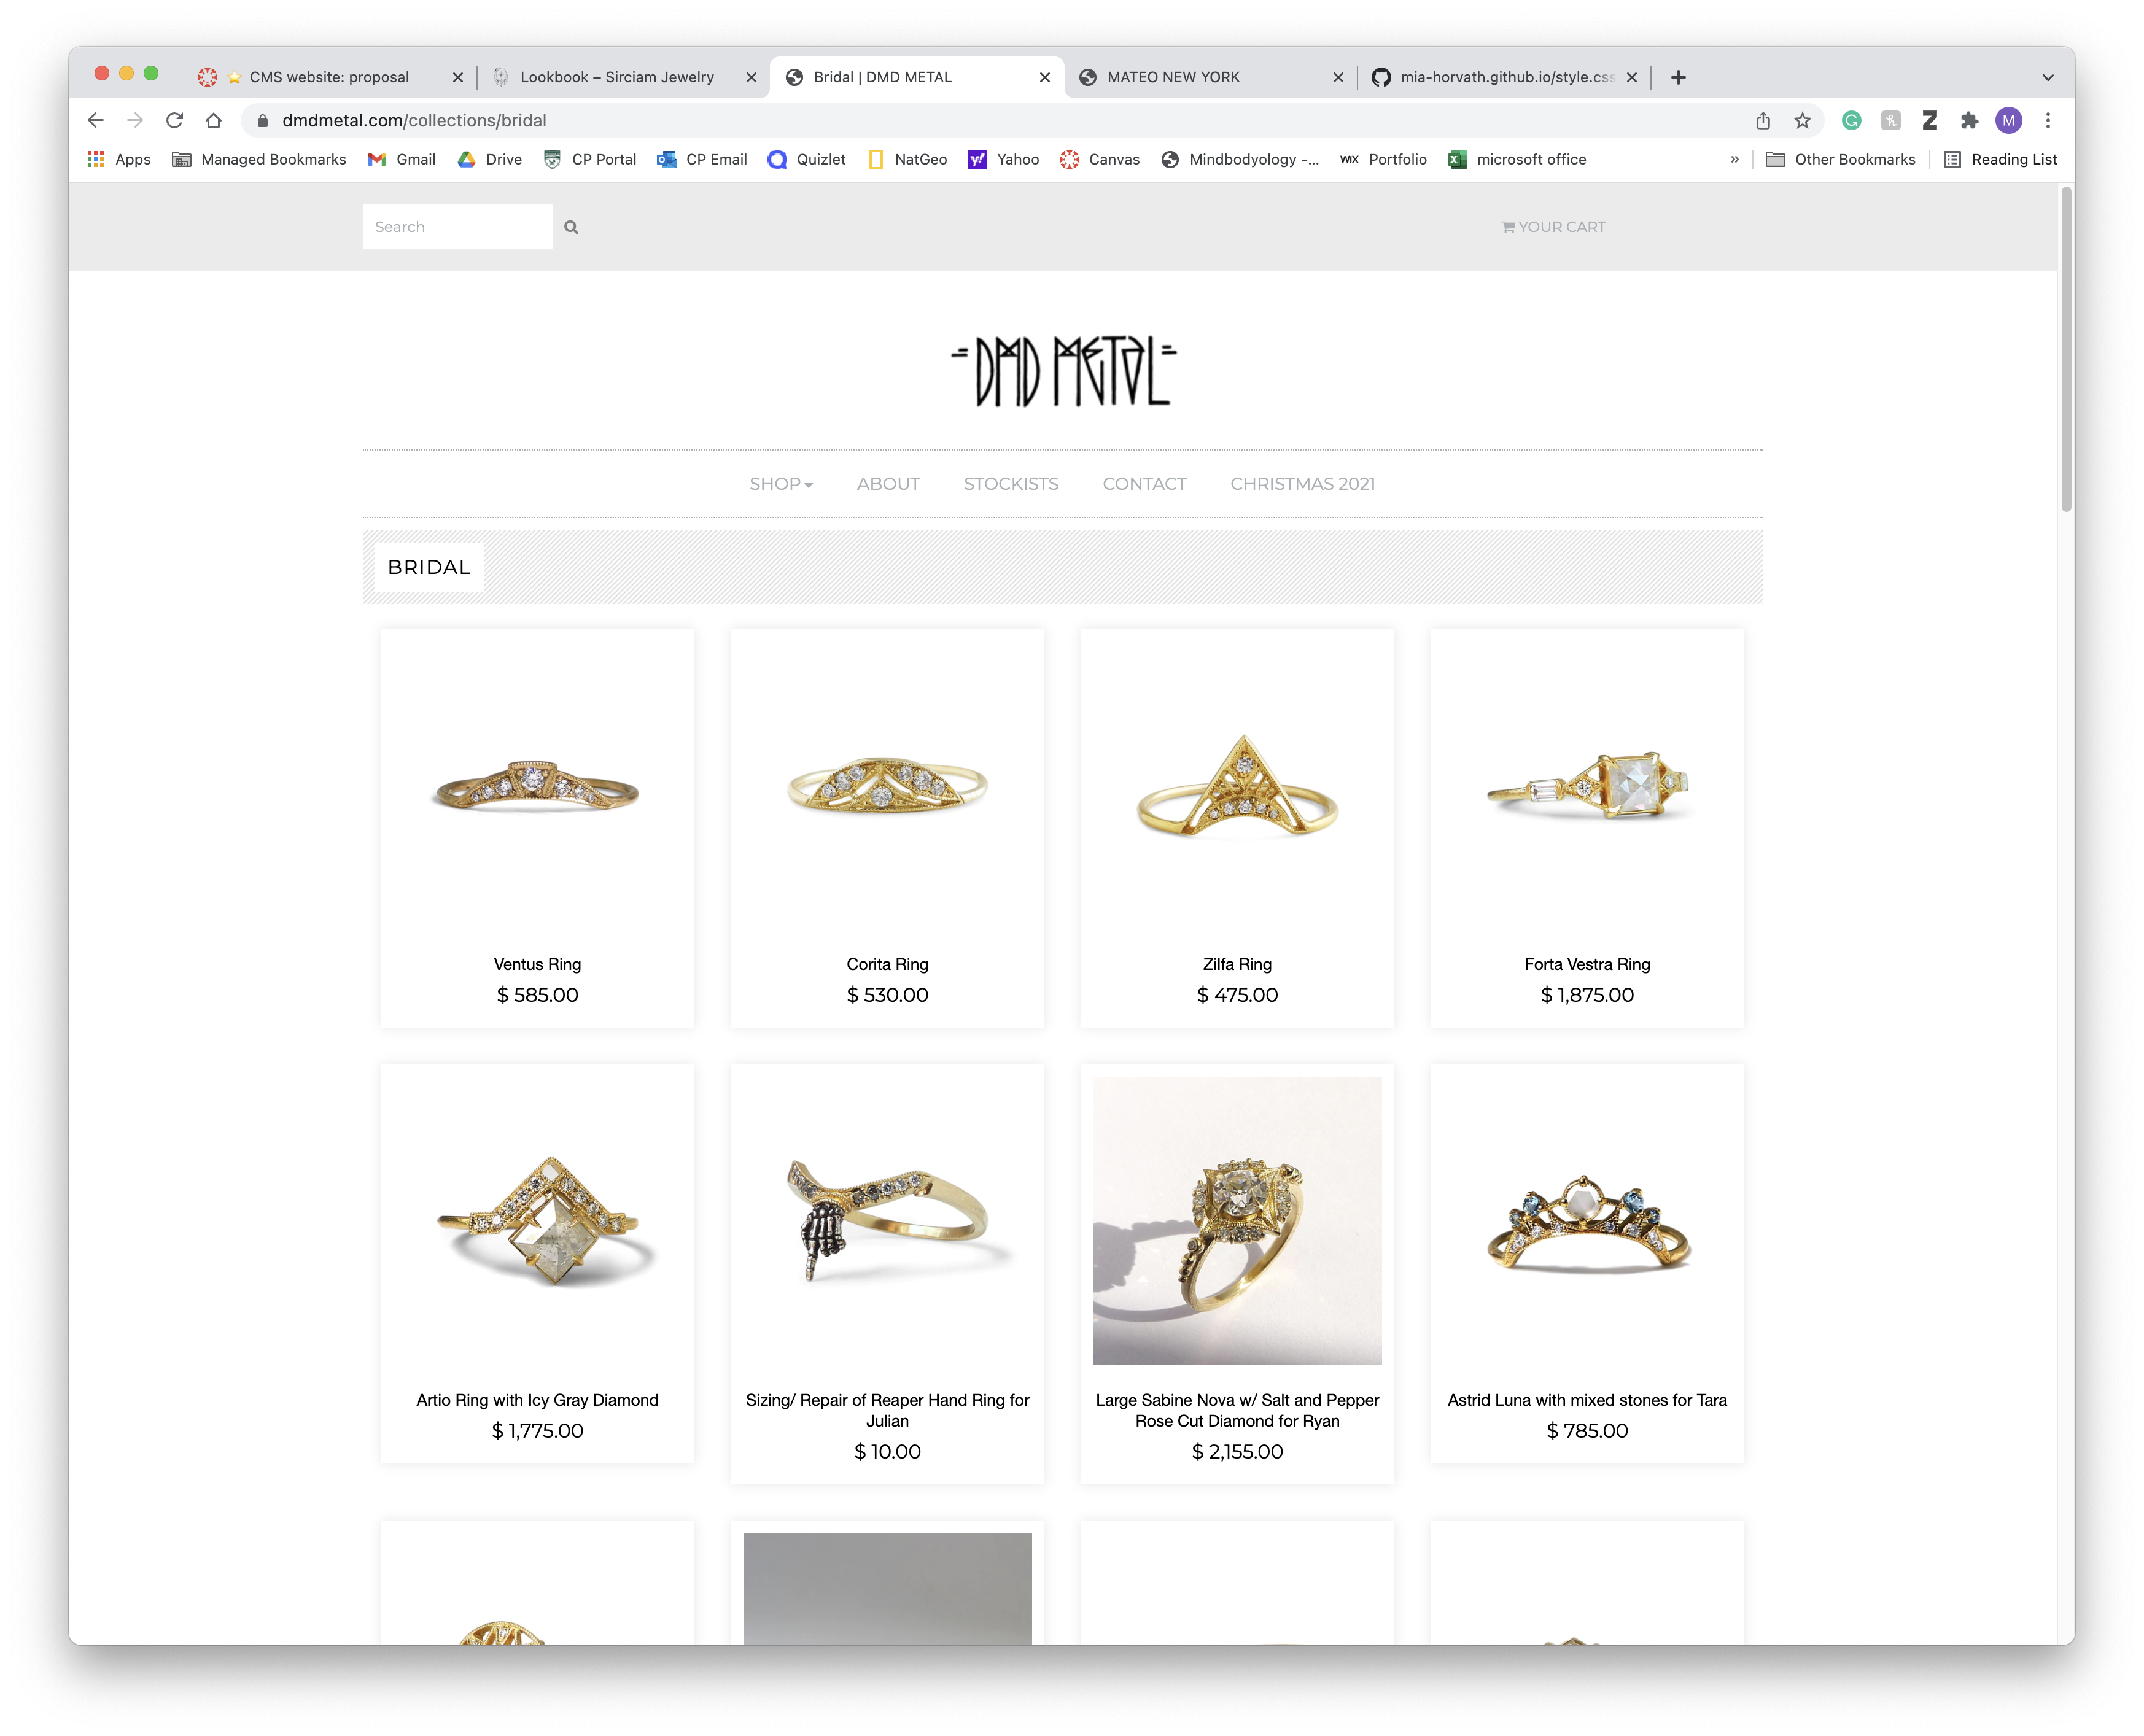 CMS website: proposal
Lookbook – Sirciam Jewelry
Bridal | DMD METAL
MATEO NEW YORK
mia-horvath.github.io/style.css
dmdmetal.com/collections/bridal
M
Apps
Managed Bookmarks
Gmail
Drive
CP Portal
CP Email
Quizlet
NatGeo
Yahoo
Canvas
Mindbodyology -...
WIX Portfolio
microsoft office
»
Other Bookmarks
Reading List
Search
YOUR CART
DMD METAL
SHOP
ABOUT
STOCKISTS
CONTACT
CHRISTMAS 2021
BRIDAL
Ventus Ring
$ 585.00
Corita Ring
$ 530.00
Zilfa Ring
$ 475.00
Forta Vestra Ring
$ 1,875.00
Artio Ring with Icy Gray Diamond
$ 1,775.00
Sizing/ Repair of Reaper Hand Ring for
Julian
$ 10.00
Large Sabine Nova w/ Salt and Pepper
Rose Cut Diamond for Ryan
$ 2,155.00
Astrid Luna with mixed stones for Tara
$ 785.00